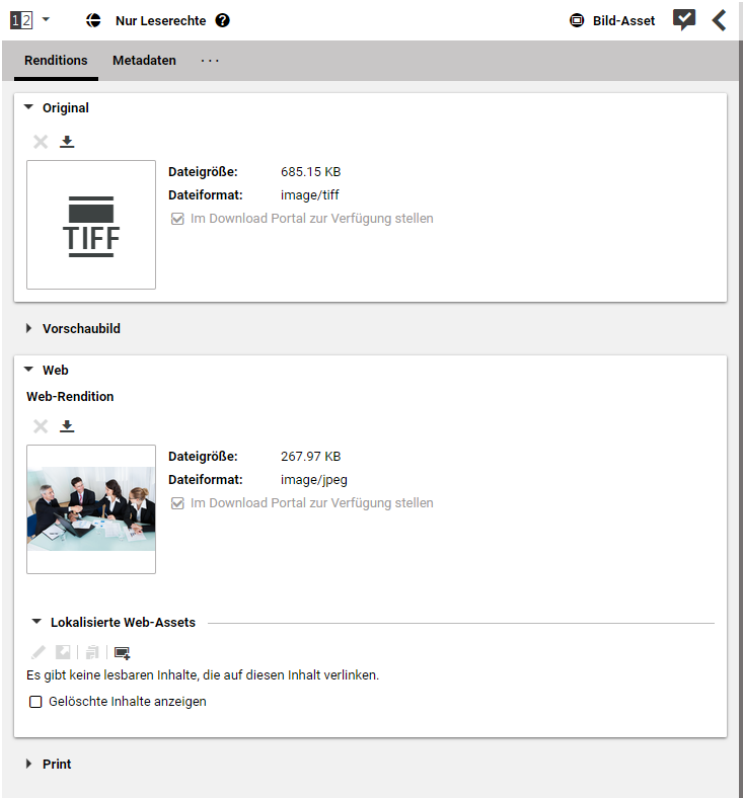 12 Nur Leserechte ? Bild-Asset
Renditions Metadaten ...
Original
Dateigröße: 685.15 KB
Dateiformat: image/tiff
Im Download Portal zur Verfügung stellen
TIFF
Vorschaubild
Web
Web-Rendition
Dateigröße: 267.97 KB
Dateiformat: image/jpeg
Im Download Portal zur Verfügung stellen
Lokalisierte Web-Assets
Es gibt keine lesbaren Inhalte, die auf diesen Inhalt verlinken.
Gelöschte Inhalte anzeigen
Print